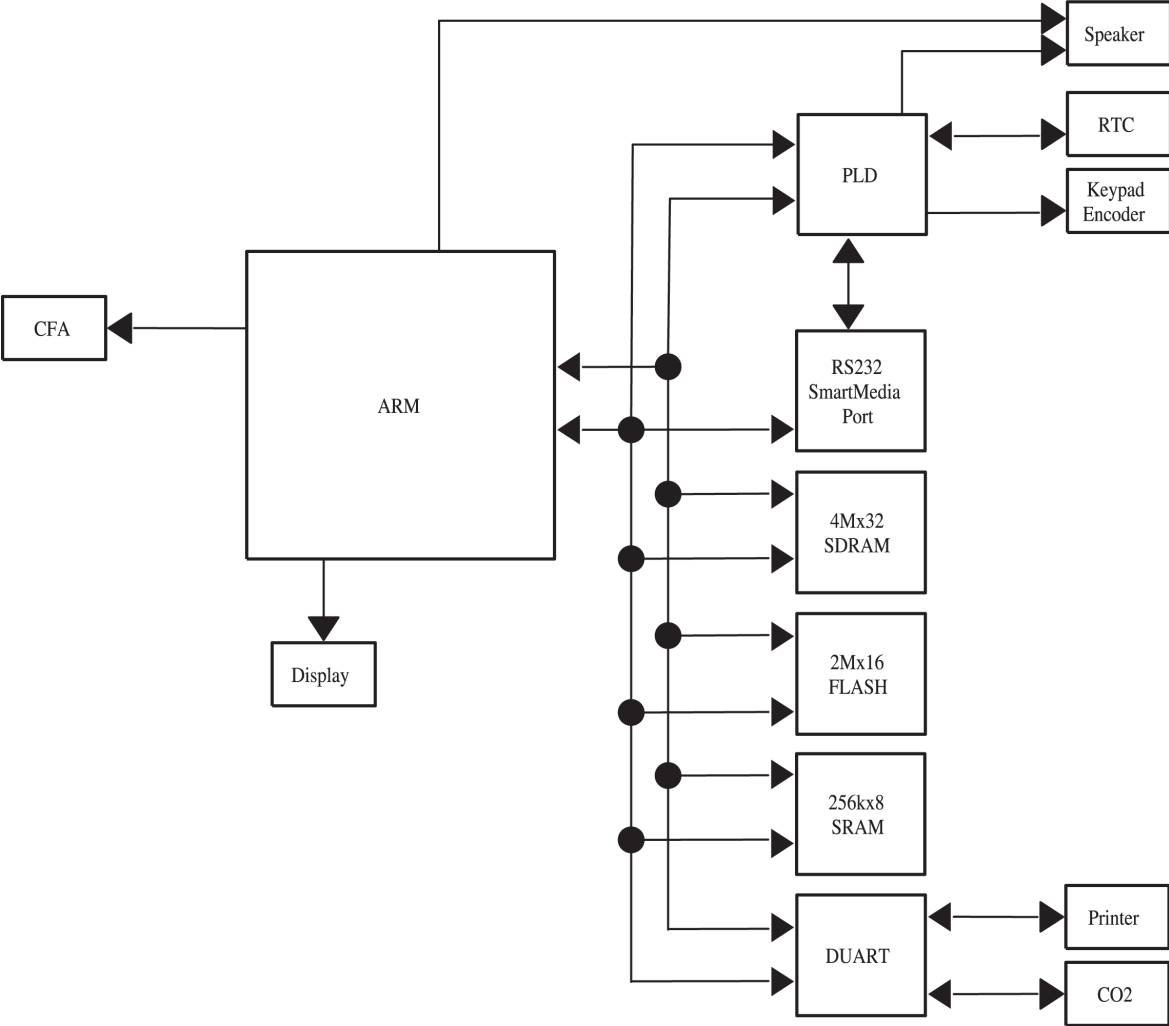 Speaker
RTC
PLD
Keypad
Encoder
CFA
ARM
RS232
SmartMedia
Port
4Mx32
SDRAM
2Mx16
FLASH
Display
256kx8
SRAM
Printer
DUART
CO2